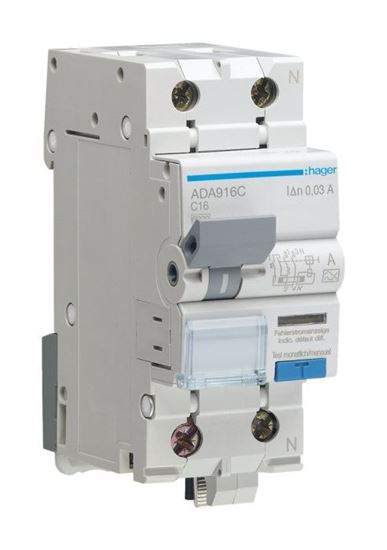 N
:hager
ADA916C
IΔn 0,03 A
C16
A
Fehlerstromanzeige
indic. défaut diff.
Test monatlich/mensuel
N